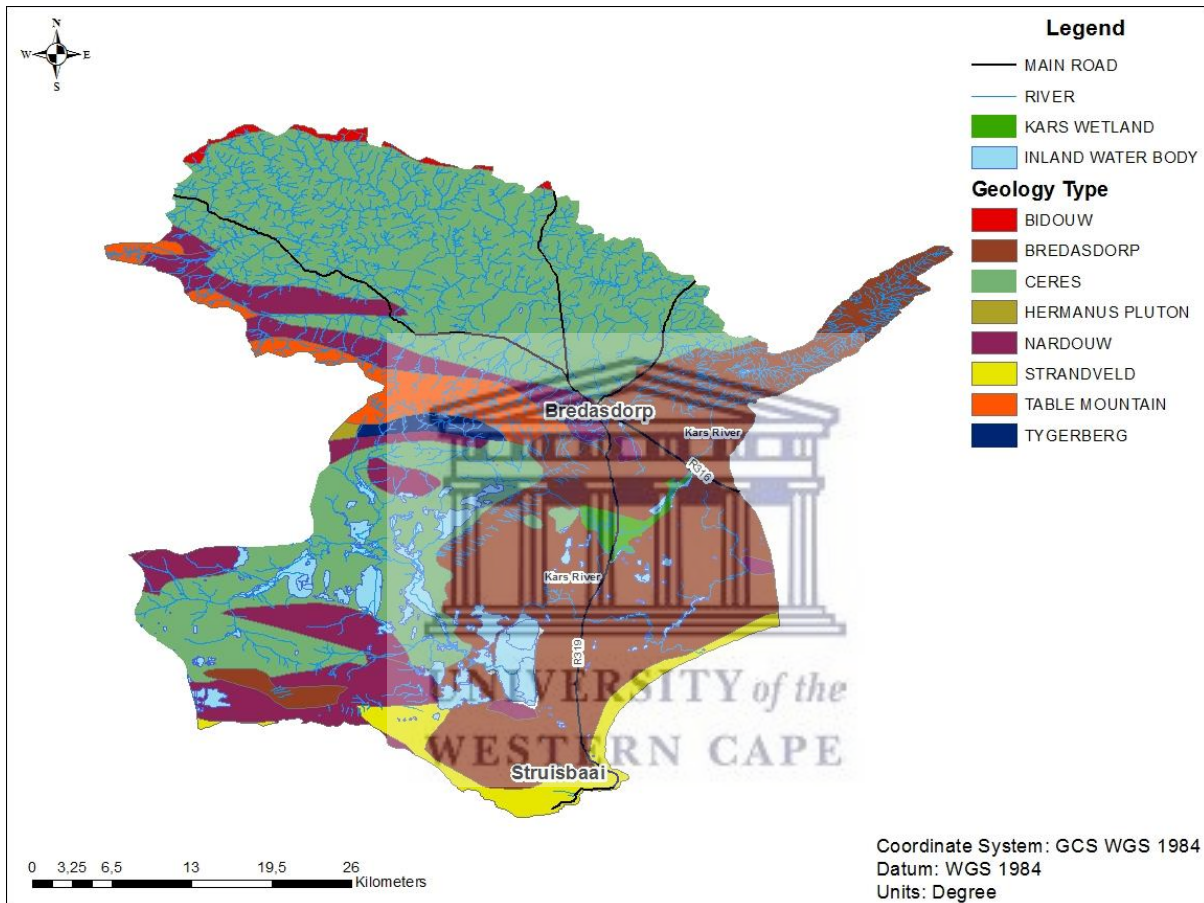 N
W E
S
Legend
MAIN ROAD
RIVER
KARS WETLAND
INLAND WATER BODY
Geology Type
BIDOUW
BREDASDORP
CERES
HERMANUS PLUTON
NARDOUW
STRANDVELD
TABLE MOUNTAIN
TYGERBERG
Bredasdorp
Kars River
R316
Kars River
R319
UNIVERSITY of the
WESTERN CAPE
Struisbaai
0 3,25 6,5 13 19,5 26
Kilometers
Coordinate System: GCS WGS 1984
Datum: WGS 1984
Units: Degree